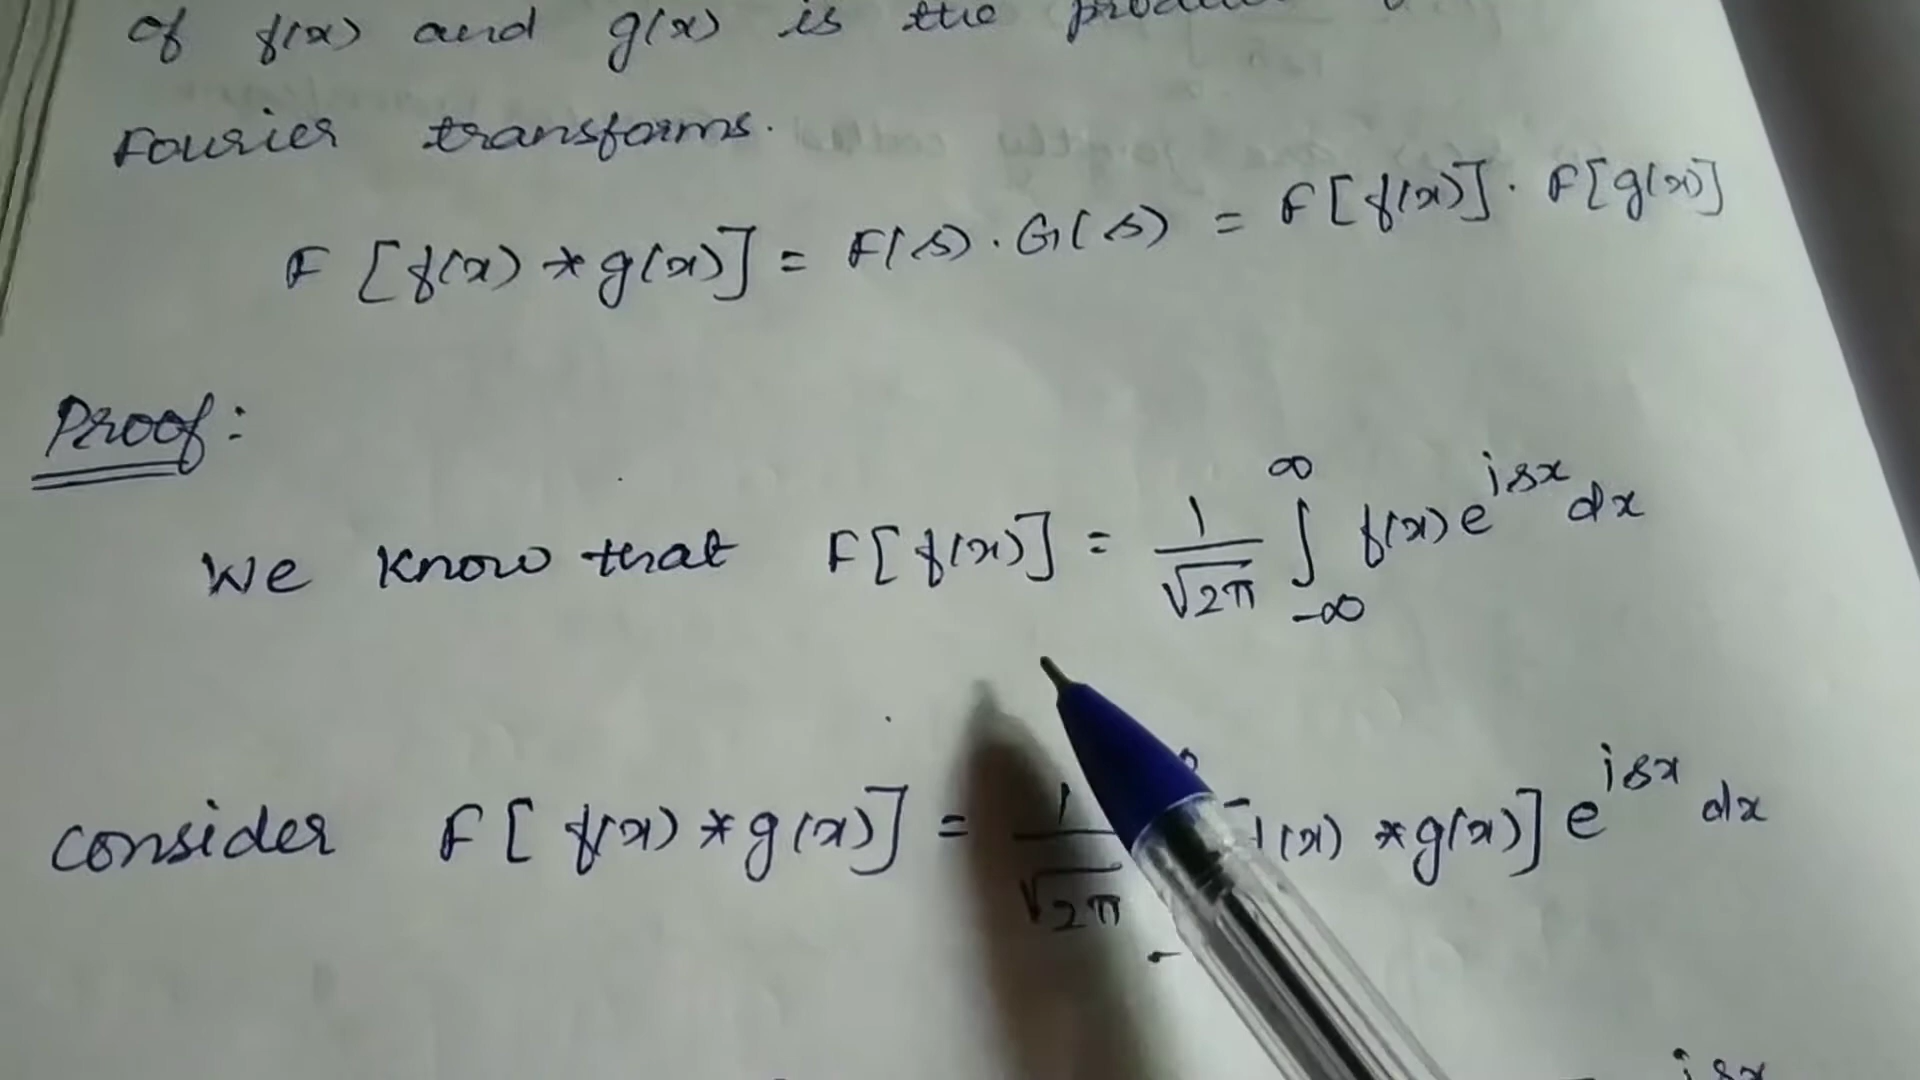 of f(x) and g(x) is the
Fourier transforms.
F [f(x) * g(x)] = F(s) . G(s) = F[f(x)] . F[g(x)]
Proof:
We know that F[f(x)] = 1/√2π ∫_{-∞}^{∞} f(x) e^{isx} dx
consider F[f(x) * g(x)] = 1/√2π (x) * g(x)] e^{isx} dx
isx